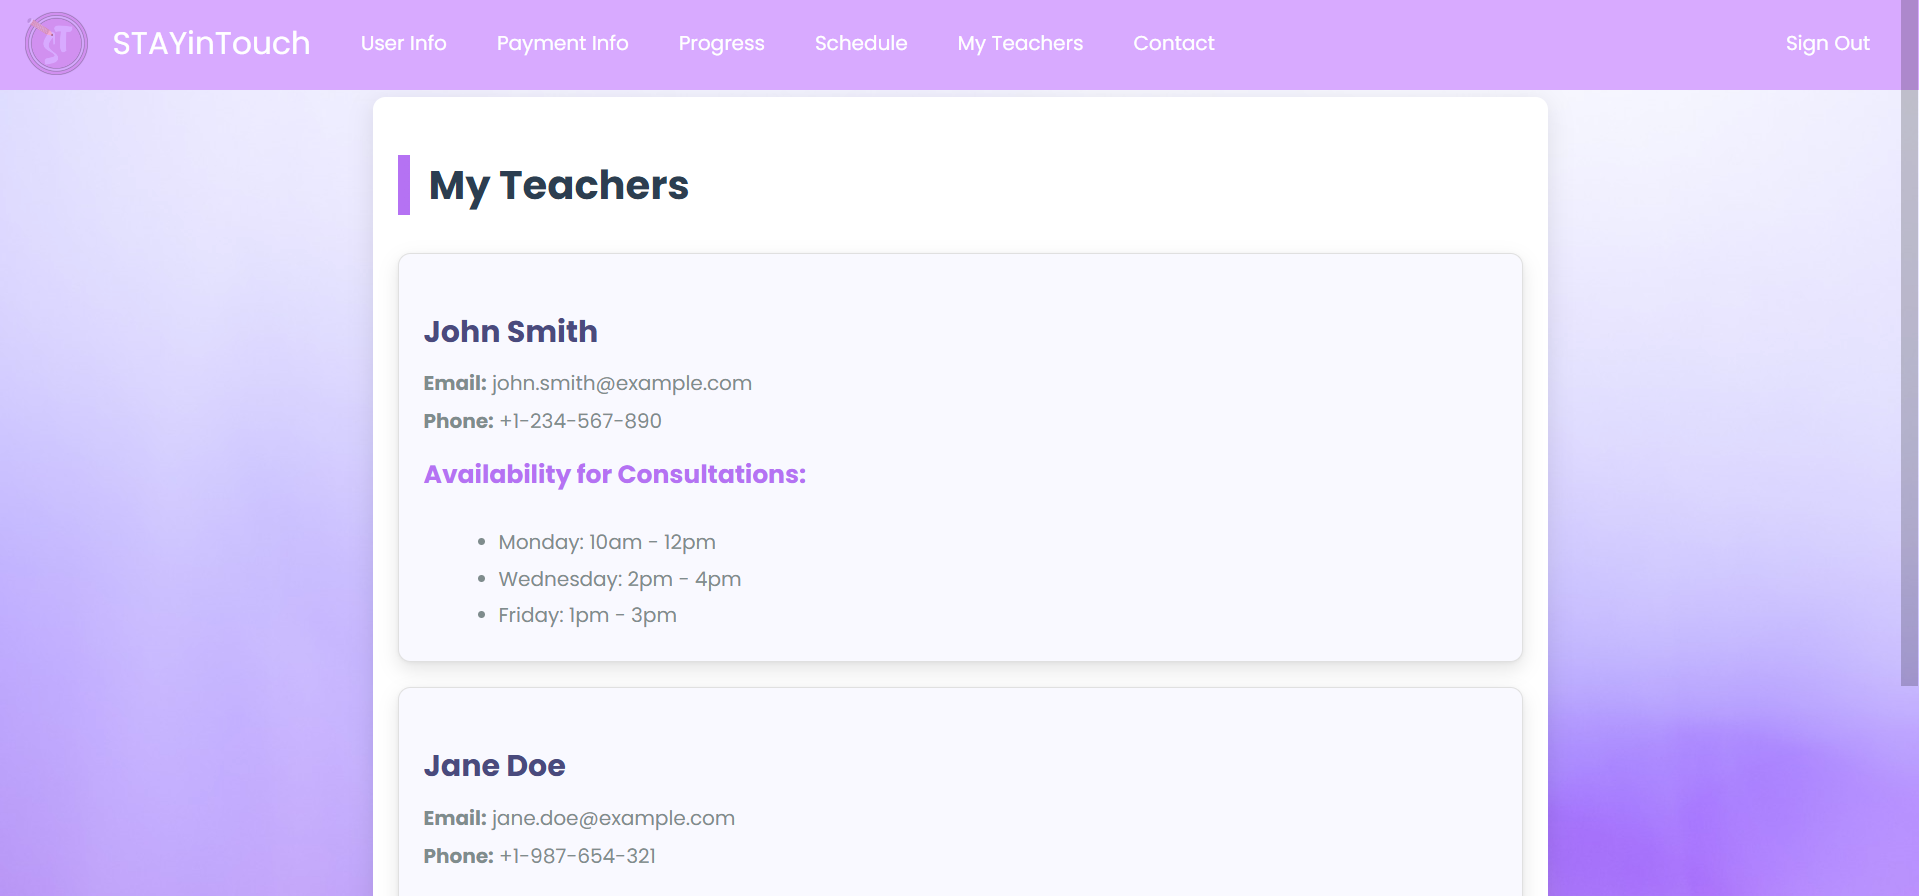 ST STAYinTouch User Info Payment Info Progress Schedule My Teachers Contact Sign Out
My Teachers
John Smith
Email: john.smith@example.com
Phone: +1-234-567-890
Availability for Consultations:
• Monday: 10am - 12pm
• Wednesday: 2pm - 4pm
• Friday: 1pm - 3pm
Jane Doe
Email: jane.doe@example.com
Phone: +1-987-654-321